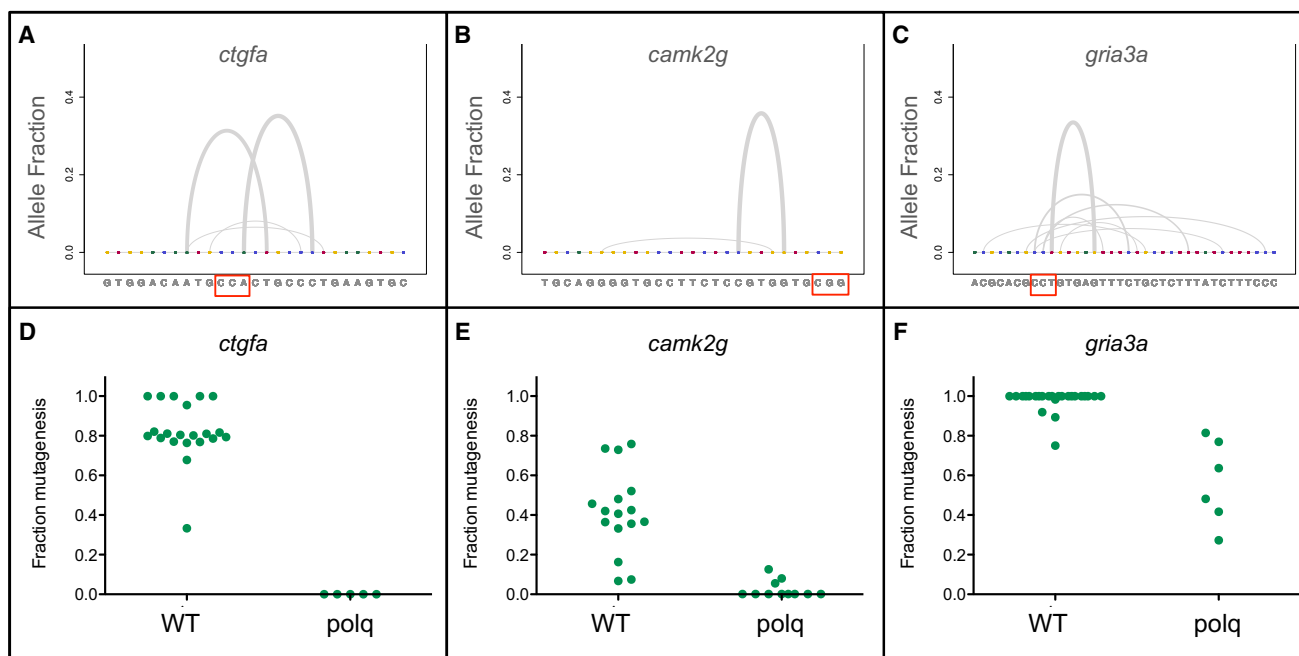 A
ctgfa
Allele Fraction
0.4
0.2
0.0
GTGGACAATGCCACTGCCCTGAAGTGC
B
camk2g
Allele Fraction
0.4
0.2
0.0
TGCAGGGGTGCCTTCTCCGTGGTGCGG
C
gria3a
Allele Fraction
0.4
0.2
0.0
ACGCACGCCTGTGAGTTTCTGCTCTTTATCTTTCCC
D
ctgfa
Fraction mutagenesis
1.0
0.8
0.6
0.4
0.2
0.0
WT polq
E
camk2g
Fraction mutagenesis
1.0
0.8
0.6
0.4
0.2
0.0
WT polq
F
gria3a
Fraction mutagenesis
1.0
0.8
0.6
0.4
0.2
0.0
WT polq